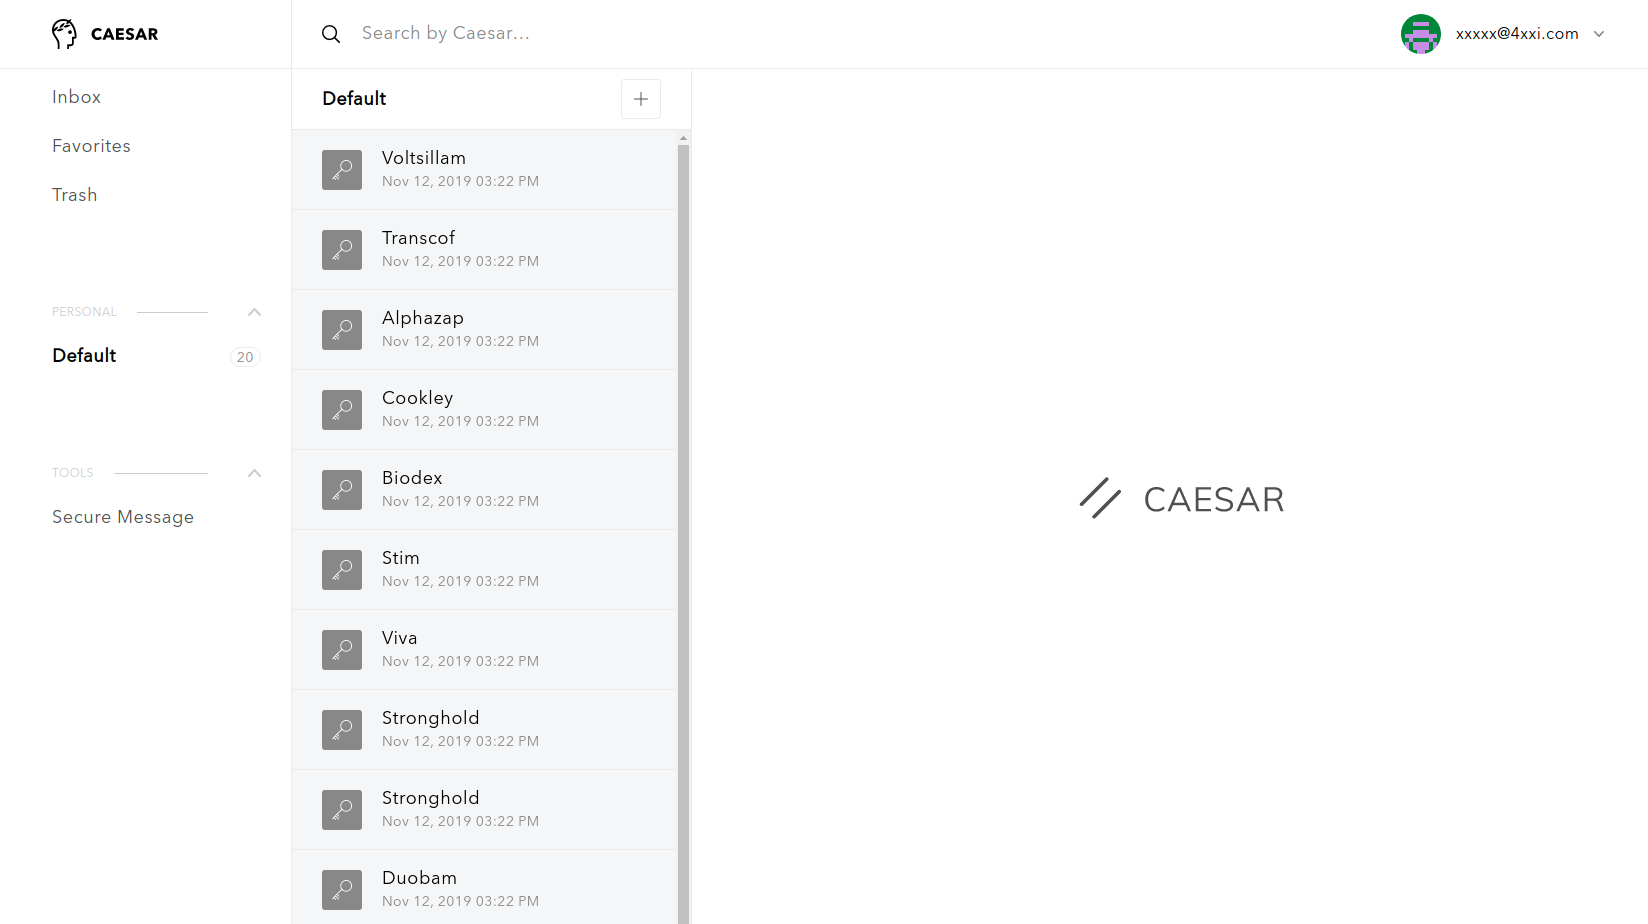 CAESAR
Search by Caesar...
xxxxx@4xxi.com
Inbox
Favorites
Trash
PERSONAL
Default
20
TOOLS
Secure Message
Default
Voltsillam
Nov 12, 2019 03:22 PM
Transcof
Nov 12, 2019 03:22 PM
Alphazap
Nov 12, 2019 03:22 PM
Cookley
Nov 12, 2019 03:22 PM
Biodex
Nov 12, 2019 03:22 PM
Stim
Nov 12, 2019 03:22 PM
Viva
Nov 12, 2019 03:22 PM
Stronghold
Nov 12, 2019 03:22 PM
Stronghold
Nov 12, 2019 03:22 PM
Duobam
Nov 12, 2019 03:22 PM
CAESAR